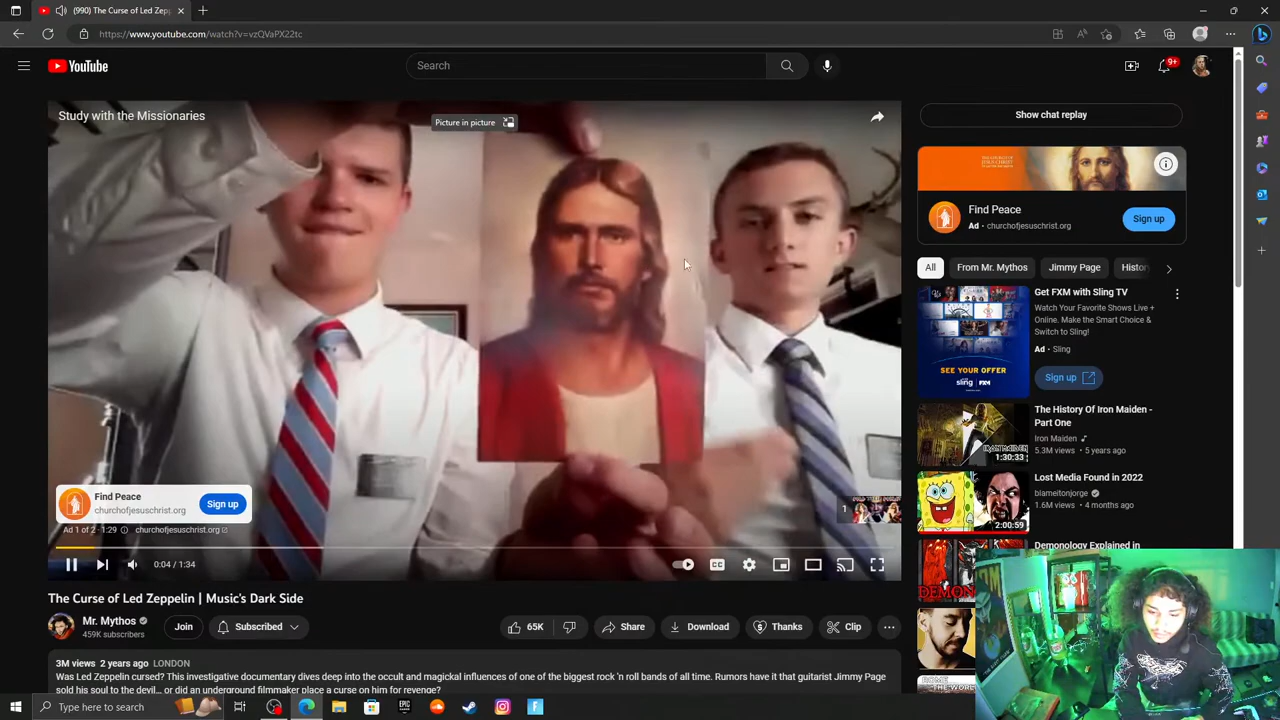 (990) The Curse of Led Zepp
https://www.youtube.com/watch?v=vzQVaPX22tc
YouTube
Search
9+
Study with the Missionaries
Picture in picture
Find Peace
churchofjesuschrist.org
Sign up
Ad 1 of 2 · 1:29
churchofjesuschrist.org
1
0:04 / 1:34
CC
The Curse of Led Zeppelin | Music's Dark Side
Mr. Mythos
459K subscribers
Join
Subscribed
65K
Share
Download
Thanks
Clip
3M views 2 years ago LONDON
Was Led Zeppelin cursed? This investigative documentary dives deep into the occult and magickal influences of one of the biggest rock 'n roll bands of all time. Rumors have it that guitarist Jimmy Page
sold his soul to the devil... or did an underground filmmaker place a curse on him for revenge?
Show chat replay
Find Peace
Ad · churchofjesuschrist.org
Sign up
All
From Mr. Mythos
Jimmy Page
Histor
SEE YOUR OFFER
sling FXM
Get FXM with Sling TV
Watch Your Favorite Shows Live +
Online. Make the Smart Choice &
Switch to Sling!
Ad · Sling
Sign up
IRON MAIDEN
1:30:33
The History Of Iron Maiden -
Part One
Iron Maiden
5.3M views · 5 years ago
2:00:59
Lost Media Found in 2022
blameitonjorge
1.6M views · 4 months ago
DEMON
Demonology Explained in
Type here to search